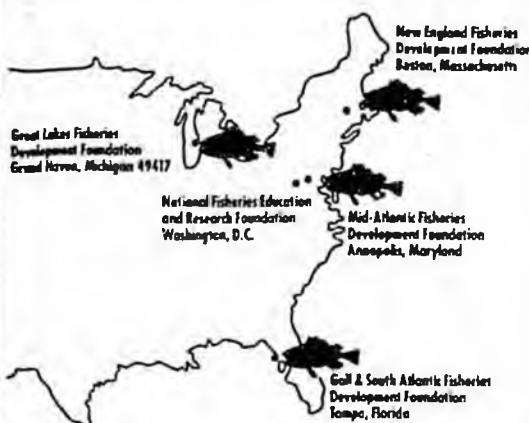 New England Fisheries
Development Foundation
Boston, Massachusetts
Great Lakes Fisheries
Development Foundation
Grand Haven, Michigan 49417
National Fisheries Education
and Research Foundation
Washington, D.C.
Mid-Atlantic Fisheries
Development Foundation
Annapolis, Maryland
Gulf & South Atlantic Fisheries
Development Foundation
Tampa, Florida